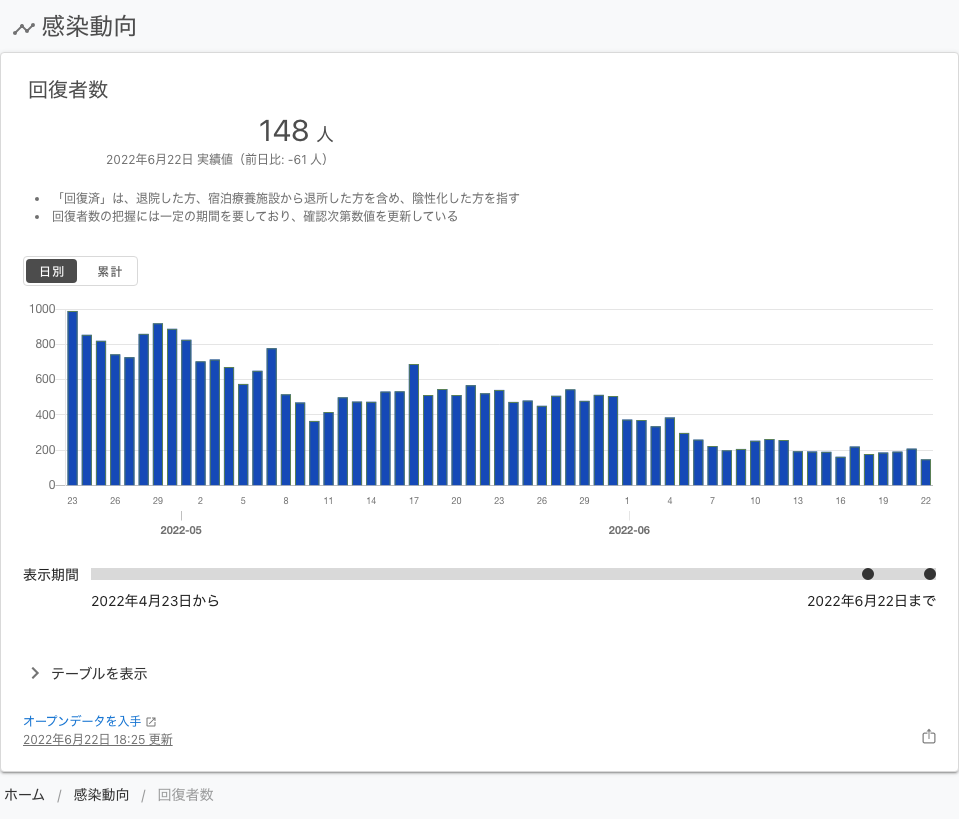 感染動向
回復者数
148 人
2022年6月22日 実績値（前日比: -61 人）
• 「回復済」は、退院した方、宿泊療養施設から退所した方を含め、陰性化した方を指す
• 回復者数の把握には一定の期間を要しており、確認次第数値を更新している
日別 累計
1000
800
600
400
200
0
23 26 29 2 5 8 11 14 17 20 23 26 29 1 4 7 10 13 16 19 22
2022-05 2022-06
表示期間
2022年4月23日から 2022年6月22日まで
テーブルを表示
オープンデータを入手
2022年6月22日 18:25 更新
ホーム / 感染動向 / 回復者数